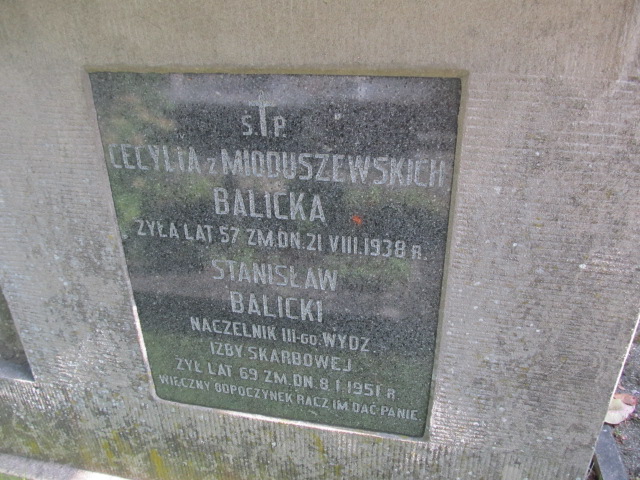 Ś.P.
CECYLIA z MIODUSZEWSKICH
BALICKA
ŻYŁA LAT 57 ZM.DN.21 VIII.1938 R.
STANISŁAW
BALICKI
NACZELNIK III-GO WYDZ
IZBY SKARBOWEJ
ŻYŁ LAT 69 ZM.DN.8 I 1951 R
WIECZNY ODPOCZYNEK RACZ IM DAĆ PANIE